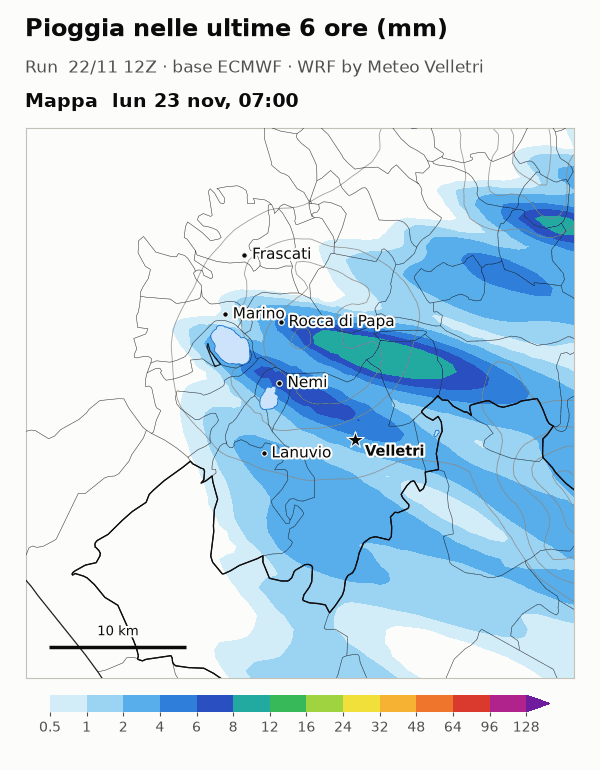 Pioggia nelle ultime 6 ore (mm)
Run  22/11 12Z · base ECMWF · WRF by Meteo Velletri
Mappa  lun 23 nov, 07:00
Frascati
Marino
Rocca di Papa
Nemi
Velletri
Lanuvio
10 km
0.5 1 2 4 6 8 12 16 24 32 48 64 96 128